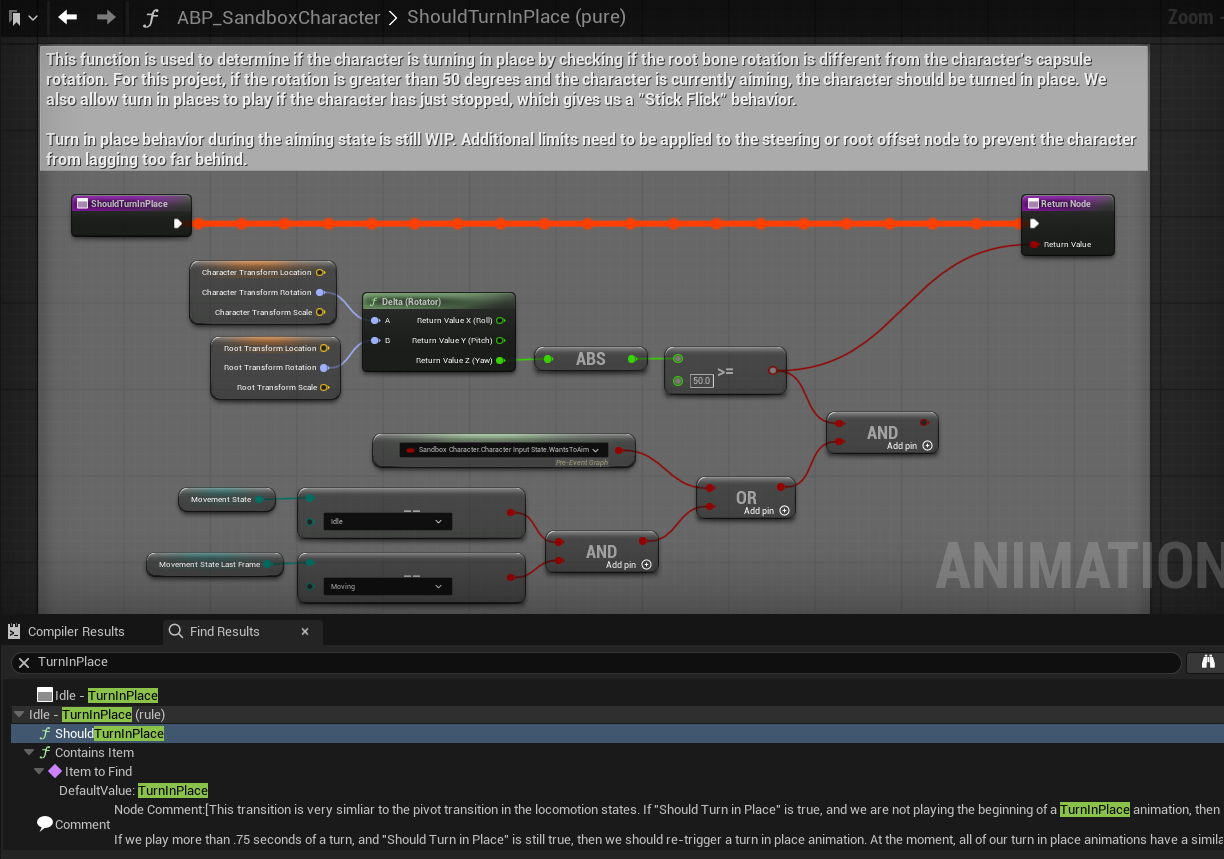 ABP_SandboxCharacter > ShouldTurnInPlace (pure)
Zoom
This function is used to determine if the character is turning in place by checking if the root bone rotation is different from the character's capsule
rotation. For this project, if the rotation is greater than 50 degrees and the character is currently aiming, the character should be turned in place. We
also allow turn in places to play if the character has just stopped, which gives us a "Stick Flick" behavior.
Turn in place behavior during the aiming state is still WIP. Additional limits need to be applied to the steering or root offset node to prevent the character
from lagging too far behind.
ShouldTurnInPlace
Return Node
Return Value
Character Transform Location
Character Transform Rotation
Character Transform Scale
Delta (Rotator)
A
Return Value X (Roll)
B
Return Value Y (Pitch)
Return Value Z (Yaw)
Root Transform Location
Root Transform Rotation
Root Transform Scale
ABS
>=
50.0
AND
Add pin
Sandbox Character.Character Input State.WantsToAim
Pre-Event Graph
OR
Add pin
Movement State
==
Idle
AND
Add pin
Movement State Last Frame
==
Moving
ANIMATION
Compiler Results
Find Results
TurnInPlace
Idle - TurnInPlace
Idle - TurnInPlace (rule)
ShouldTurnInPlace
Contains Item
Item to Find
DefaultValue: TurnInPlace
Node Comment:[This transition is very simliar to the pivot transition in the locomotion states. If "Should Turn in Place" is true, and we are not playing the beginning of a TurnInPlace animation, then
Comment
If we play more than .75 seconds of a turn, and "Should Turn in Place" is still true, then we should re-trigger a turn in place animation. At the moment, all of our turn in place animations have a simila